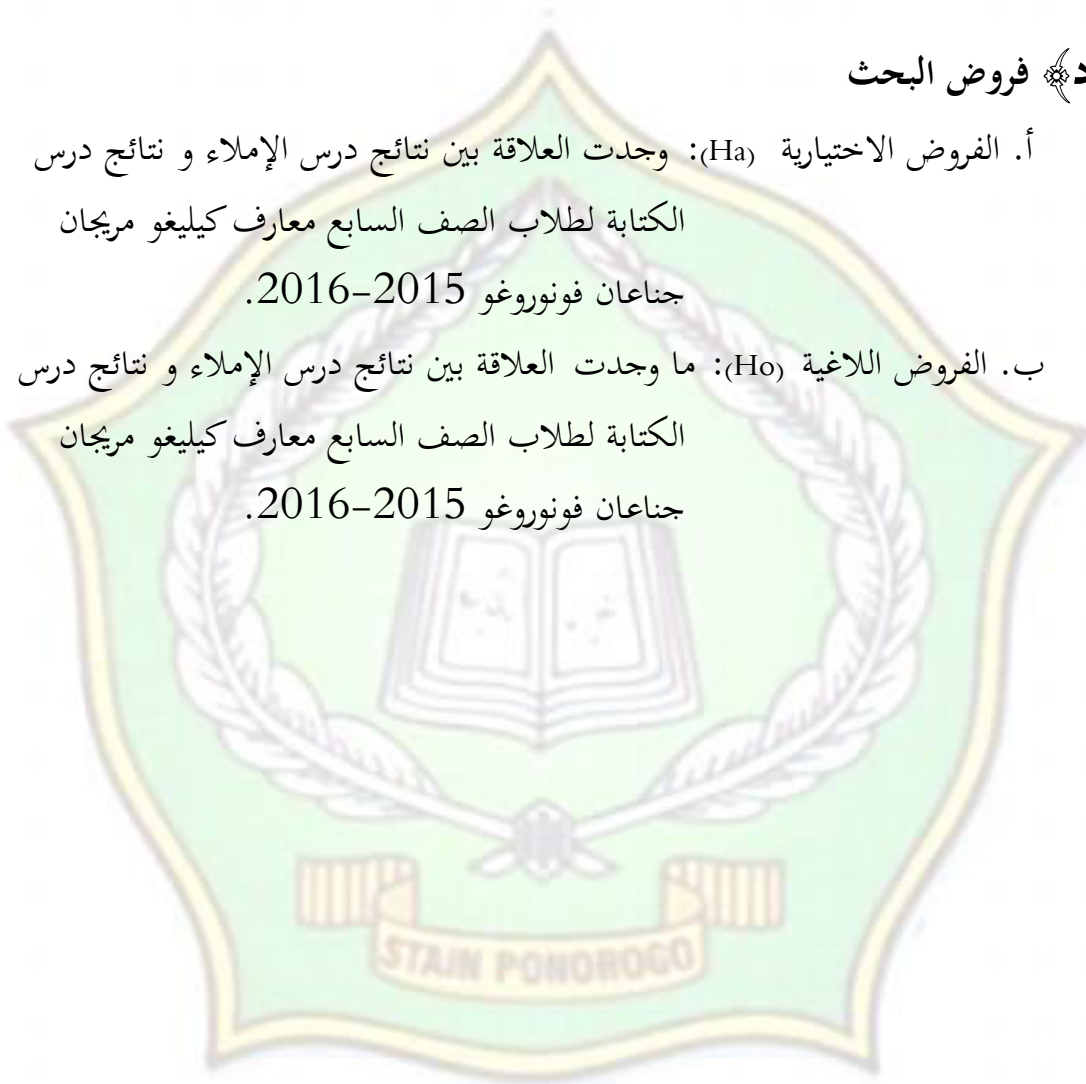 د﴾ فروض البحث
أ. الفروض الاختيارية (Ha): وجدت العلاقة بين نتائج درس الإملاء و نتائج درس
الكتابة لطلاب الصف السابع معارف كيليغو مريجان
جناعان فونوروغو 2015-2016.
ب. الفروض اللاغية (Ho): ما وجدت العلاقة بين نتائج درس الإملاء و نتائج درس
الكتابة لطلاب الصف السابع معارف كيليغو مريجان
جناعان فونوروغو 2015-2016.
STAIN PONOROGO